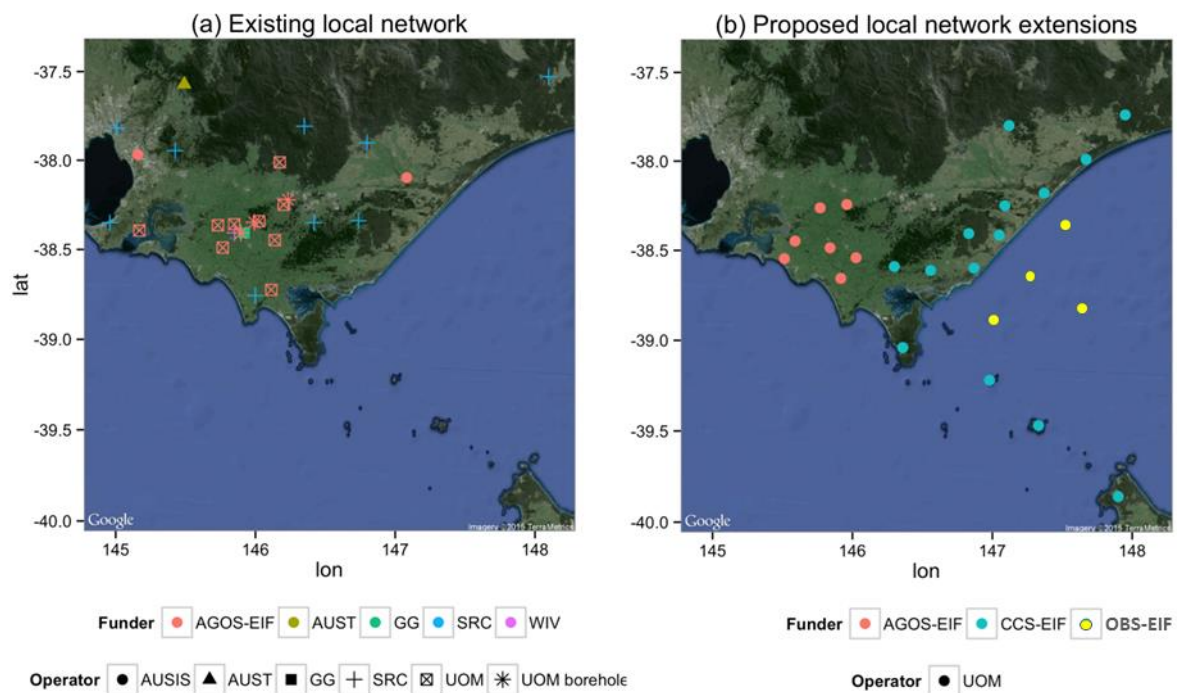 (a) Existing local network
(b) Proposed local network extensions
-37.5
-38.0
-38.5
-39.0
-39.5
-40.0
lat
Google
Imagery ©2015 TerraMetrics
145
146
147
148
lon
-37.5
-38.0
-38.5
-39.0
-39.5
-40.0
Google
Imagery ©2015 TerraMetrics
145
146
147
148
lon
Funder AGOS-EIF AUST GG SRC WIV
Operator AUSIS AUST GG SRC UOM UOM borehole
Funder AGOS-EIF CCS-EIF OBS-EIF
Operator UOM